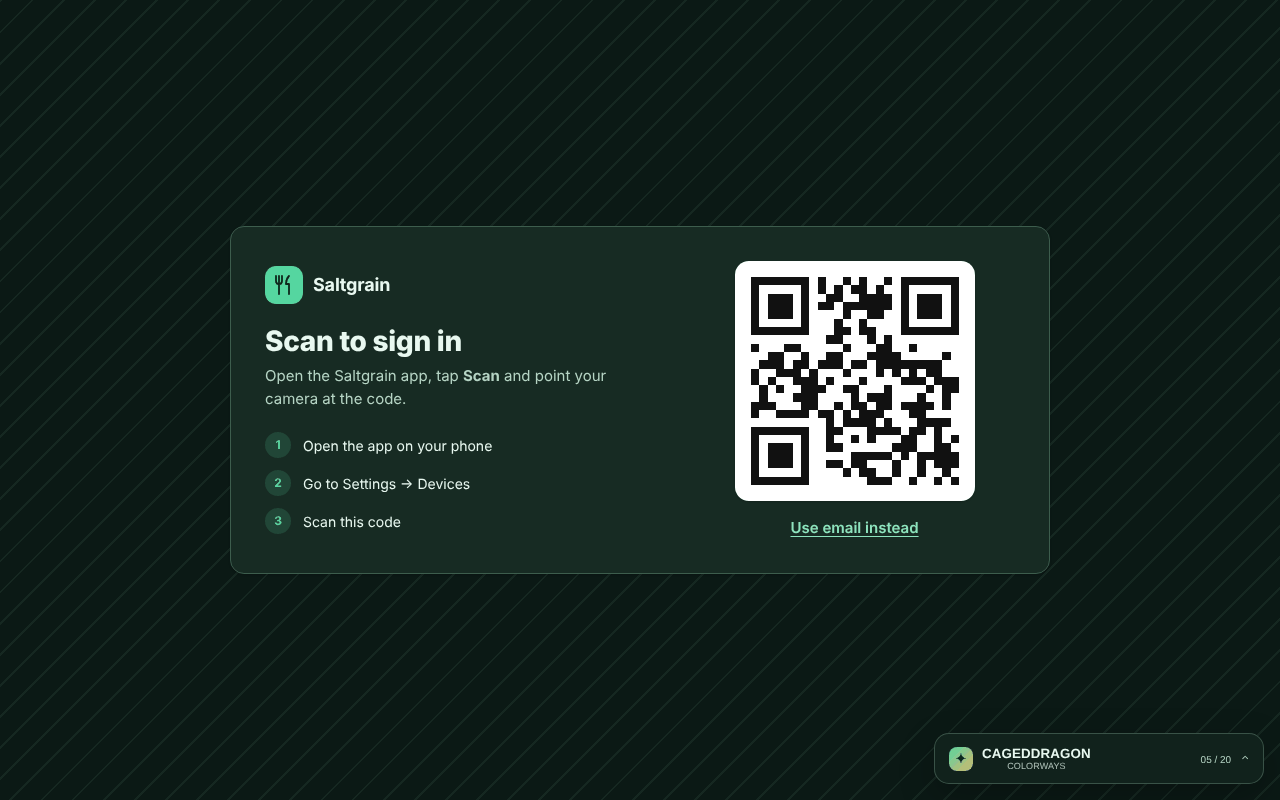 Saltgrain
Scan to sign in
Open the Saltgrain app, tap Scan and point your
camera at the code.
1 Open the app on your phone
2 Go to Settings → Devices
3 Scan this code
Use email instead
CAGEDDRAGON
COLORWAYS
05 / 20